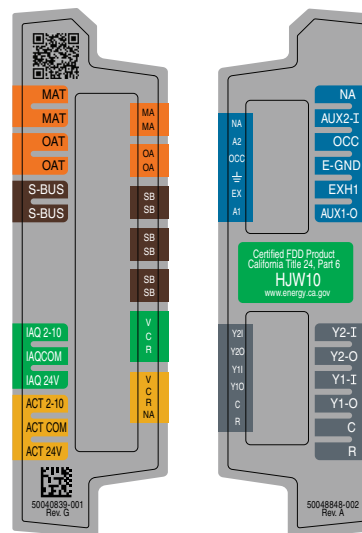 MAT
MAT
OAT
OAT
S-BUS
S-BUS
IAQ 2-10
IAQCOM
IAQ 24V
ACT 2-10
ACT COM
ACT 24V
MA
MA
OA
OA
SB
SB
SB
SB
SB
SB
V
C
R
V
C
R
NA
50040839-001
Rev. G
NA
A2
OCC
EX
A1
NA
AUX2-I
OCC
E-GND
EXH1
AUX1-O
Certified FDD Product
California Title 24, Part 6
HJW10
www.energy.ca.gov
Y2I
Y2O
Y1I
Y1O
C
R
Y2-I
Y2-O
Y1-I
Y1-O
C
R
50048848-002
Rev. A